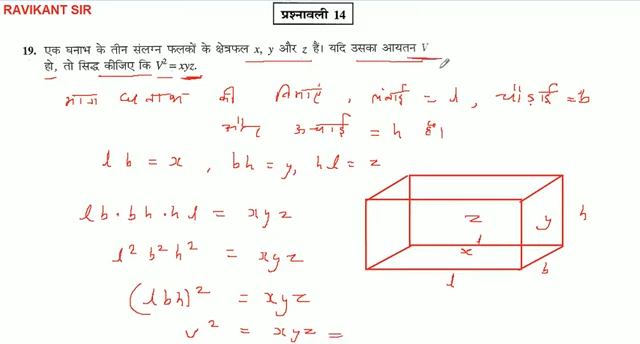 RAVIKANT SIR
प्रश्नावली 14
19. एक घनाभ के तीन संलग्न फलकों के क्षेत्रफल x, y और z हैं। यदि उसका आयतन V
हो, तो सिद्ध कीजिए कि V² = xyz.
माना घनाभ की विमाएं, लंबाई = l, चौड़ाई = b
और ऊंचाई = h है।
l b = x, bh = y, hl = z
lb · bh · hl = xyz
l² b² h² = xyz
(lbh)² = xyz
v² = xyz =
z
y
h
x
l
b
l